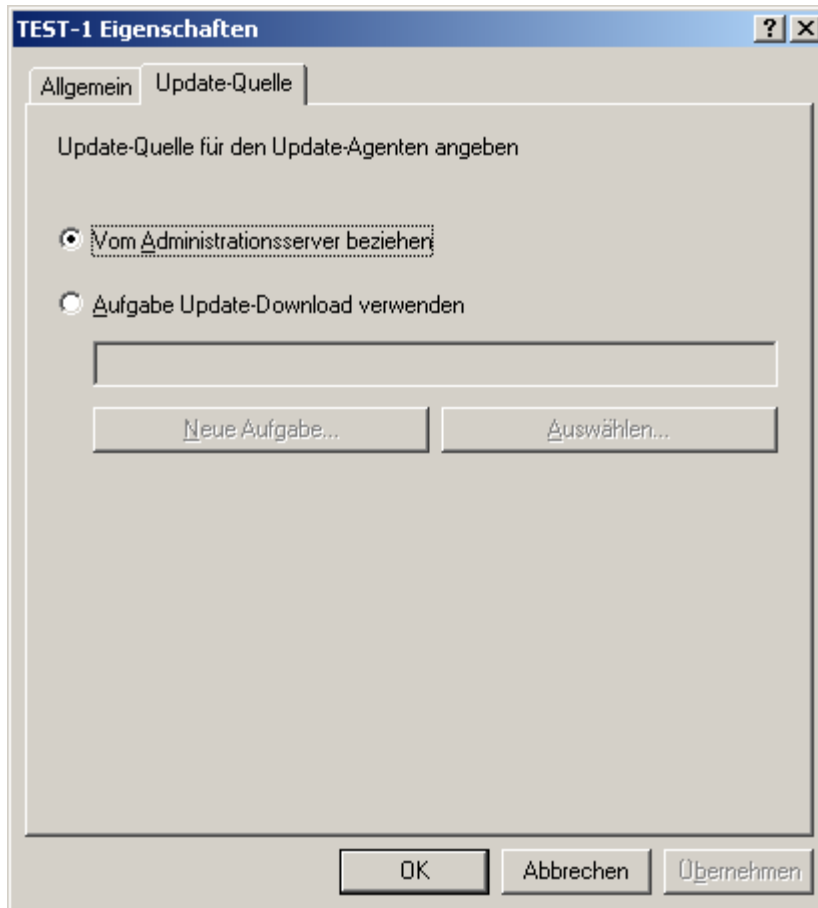 TEST-1 Eigenschaften
Allgemein Update-Quelle
Update-Quelle für den Update-Agenten angeben
Vom Administrationsserver beziehen
Aufgabe Update-Download verwenden
Neue Aufgabe... Auswählen...
OK Abbrechen Übernehmen